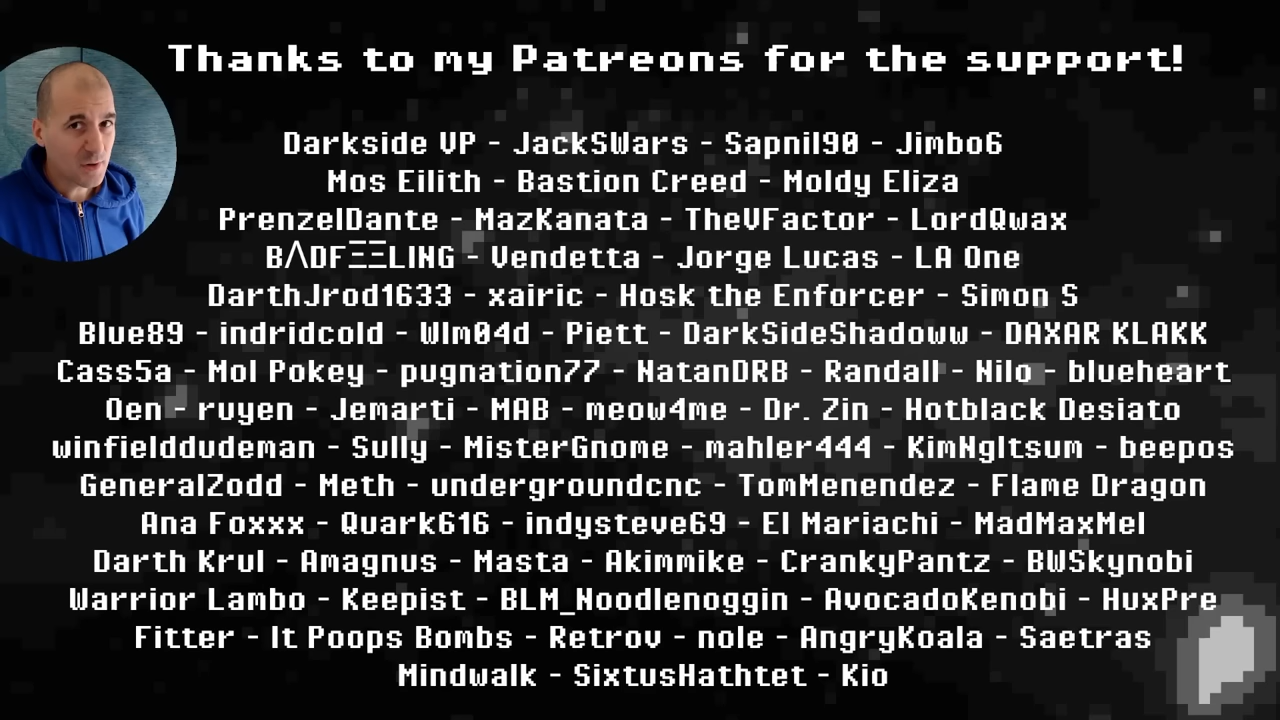 Thanks to my Patreons for the support!
Darkside VP - JackSWars - Sapnil90 - Jimbo6
Mos Eilith - Bastion Creed - Moldy Eliza
PrenzelDante - MazKanata - TheVFactor - LordQwax
BΛDFΞΞLING - Vendetta - Jorge Lucas - LA One
DarthJrod1633 - xairic - Hosk the Enforcer - Simon S
Blue89 - indridcold - Wlm04d - Piett - DarkSideShadoww - DAXAR KLAKK
Cass5a - Mol Pokey - pugnation77 - NatanDRB - Randall - Nilo - blueheart
Oen - ruyen - Jemarti - MAB - meow4me - Dr. Zin - Hotblack Desiato
winfielddudeman - Sully - MisterGnome - mahler444 - KimNgItsum - beepos
GeneralZodd - Meth - undergroundcnc - TomMenendez - Flame Dragon
Ana Foxxx - Quark616 - indysteve69 - El Mariachi - MadMaxMel
Darth Krul - Amagnus - Masta - Akimmike - CrankyPantz - BWSkynobi
Warrior Lambo - Keepist - BLM_Noodlenoggin - AvocadoKenobi - HuxPre
Fitter - It Poops Bombs - Retrov - nole - AngryKoala - Saetras
Mindwalk - SixtusHathtet - Kio